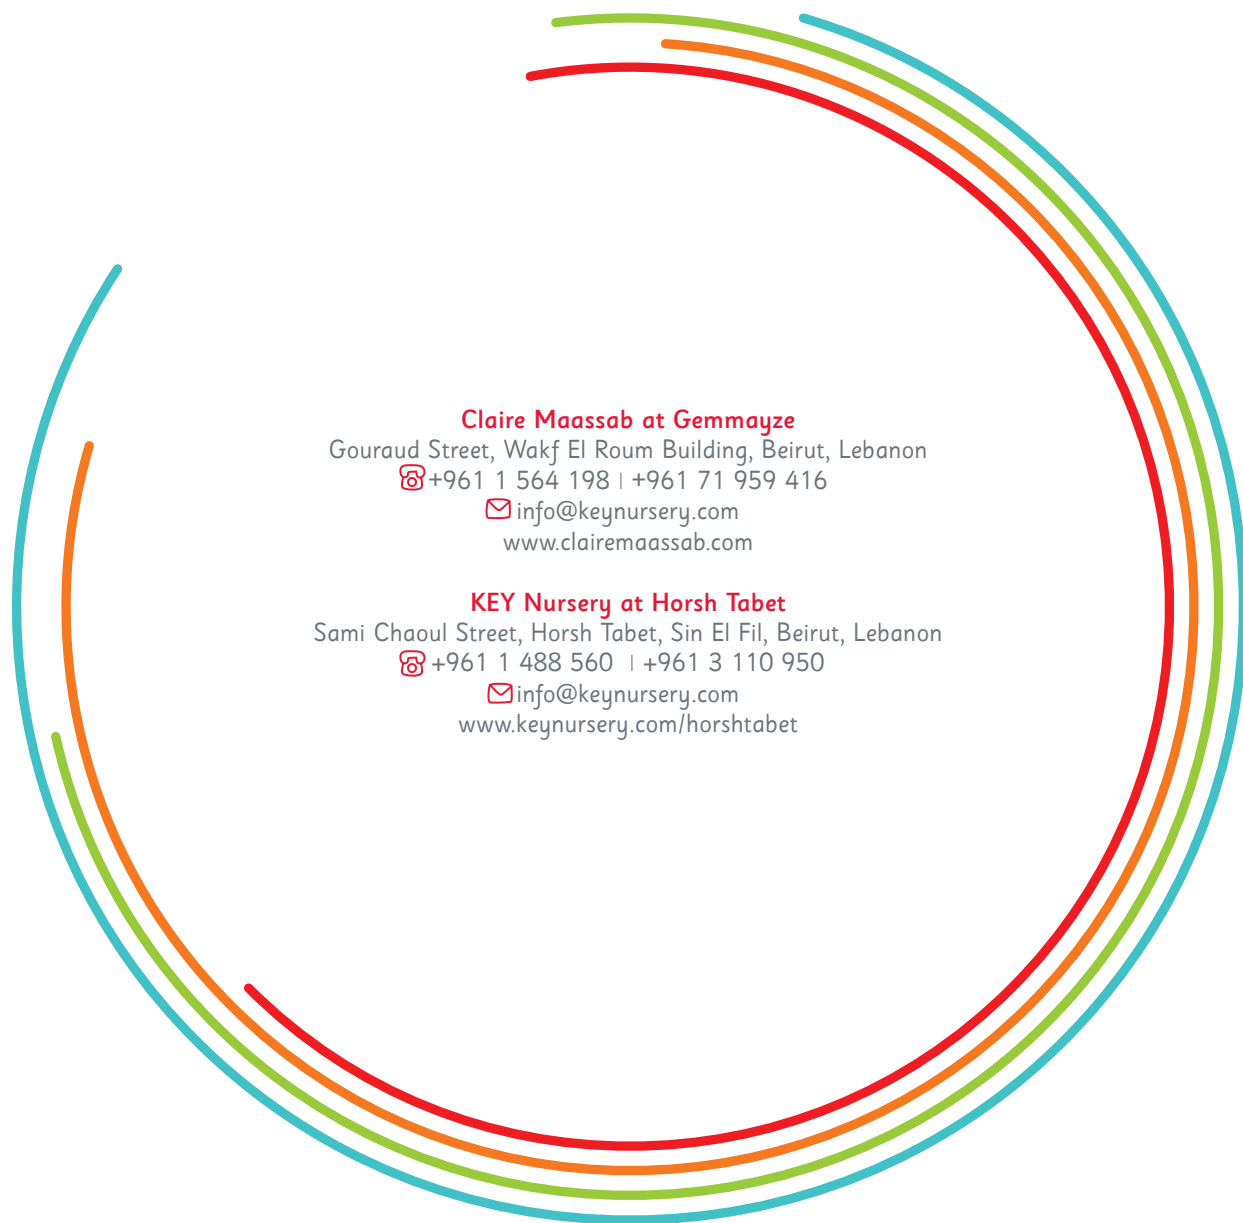 Claire Maassab at Gemmayze
Gouraud Street, Wakf El Roum Building, Beirut, Lebanon
+961 1 564 198 | +961 71 959 416
info@keynursery.com
www.clairemaassab.com
KEY Nursery at Horsh Tabet
Sami Chaoul Street, Horsh Tabet, Sin El Fil, Beirut, Lebanon
+961 1 488 560 | +961 3 110 950
info@keynursery.com
www.keynursery.com/horshtabet